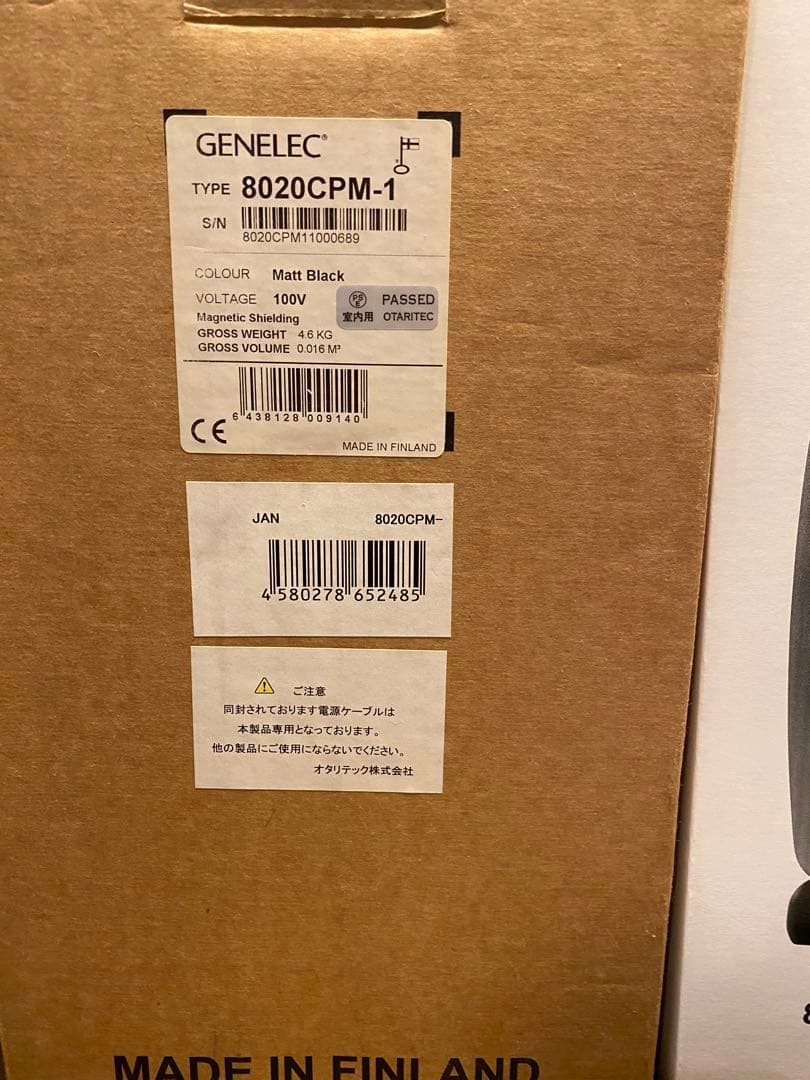 GENELEC®
TYPE 8020CPM-1
S/N
8020CPM11000689
COLOUR Matt Black
VOLTAGE 100V
PS E PASSED
室内用 OTARITEC
Magnetic Shielding
GROSS WEIGHT 4.6 KG
GROSS VOLUME 0.016 M³
6 438128 009140
CE
MADE IN FINLAND
JAN 8020CPM-
4 580278 652485
ご注意
同封されております電源ケーブルは
本製品専用となっております。
他の製品にご使用にならないでください。
オタリテック株式会社
MADE IN FINLAND